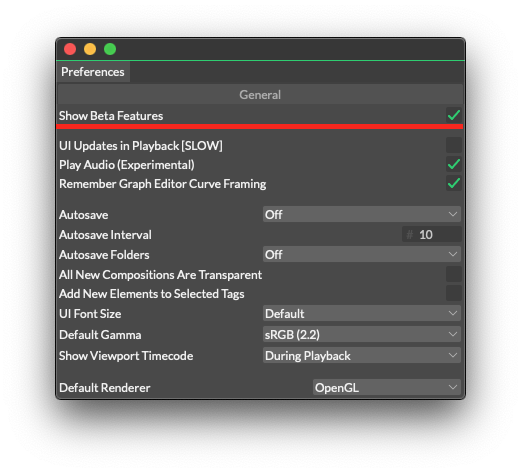 Preferences
General
Show Beta Features
UI Updates in Playback [SLOW]
Play Audio (Experimental)
Remember Graph Editor Curve Framing
Autosave Off
Autosave Interval # 10
Autosave Folders Off
All New Compositions Are Transparent
Add New Elements to Selected Tags
UI Font Size Default
Default Gamma sRGB (2.2)
Show Viewport Timecode During Playback
Default Renderer OpenGL